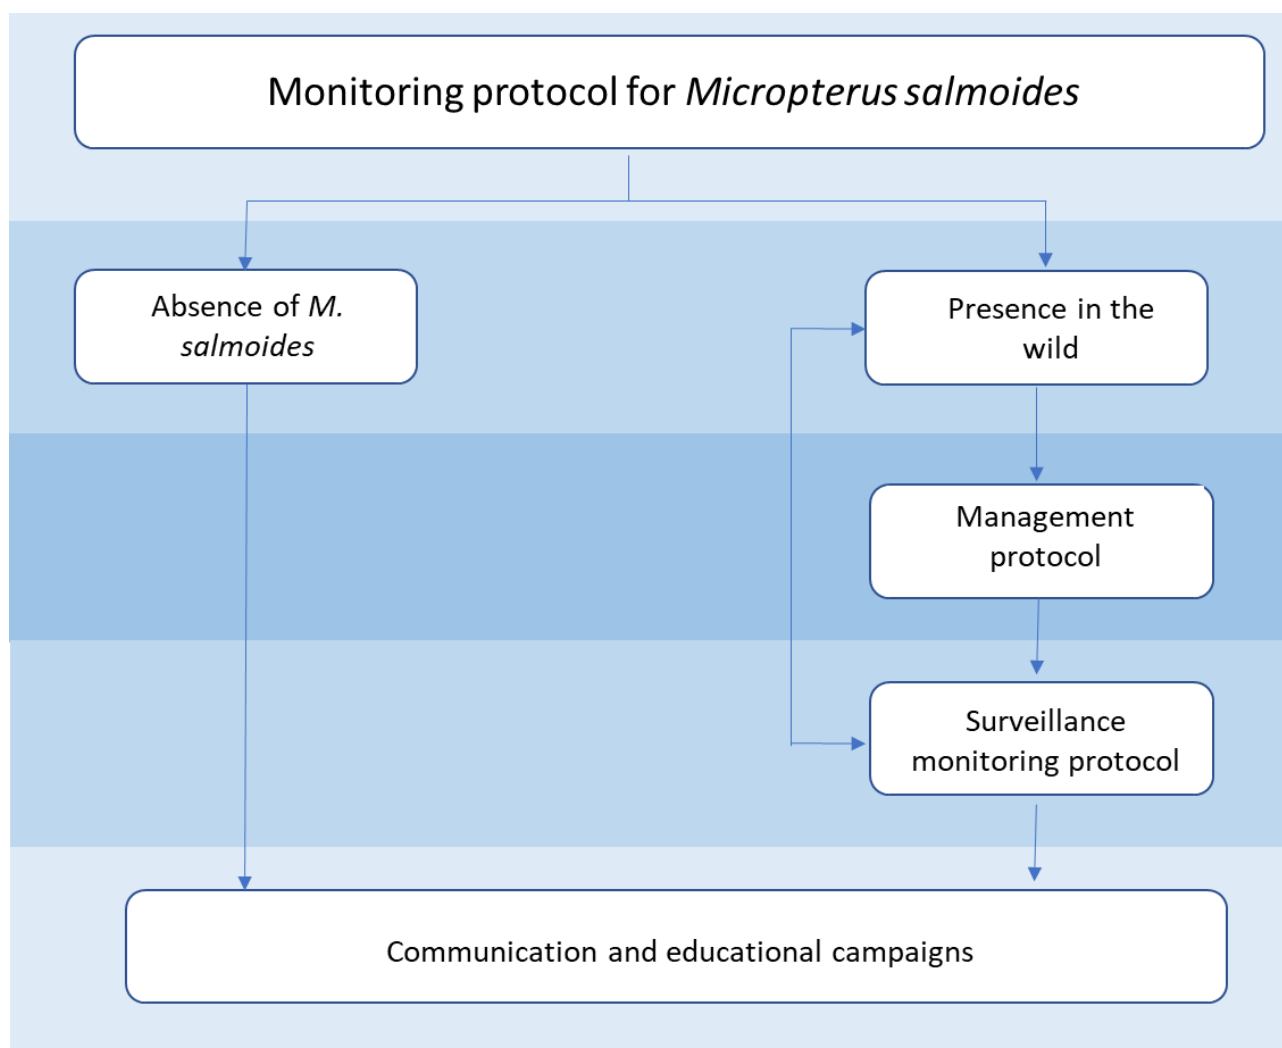 Monitoring protocol for Micropterus salmoides
Absence of M.
salmoides
Presence in the
wild
Management
protocol
Surveillance
monitoring protocol
Communication and educational campaigns